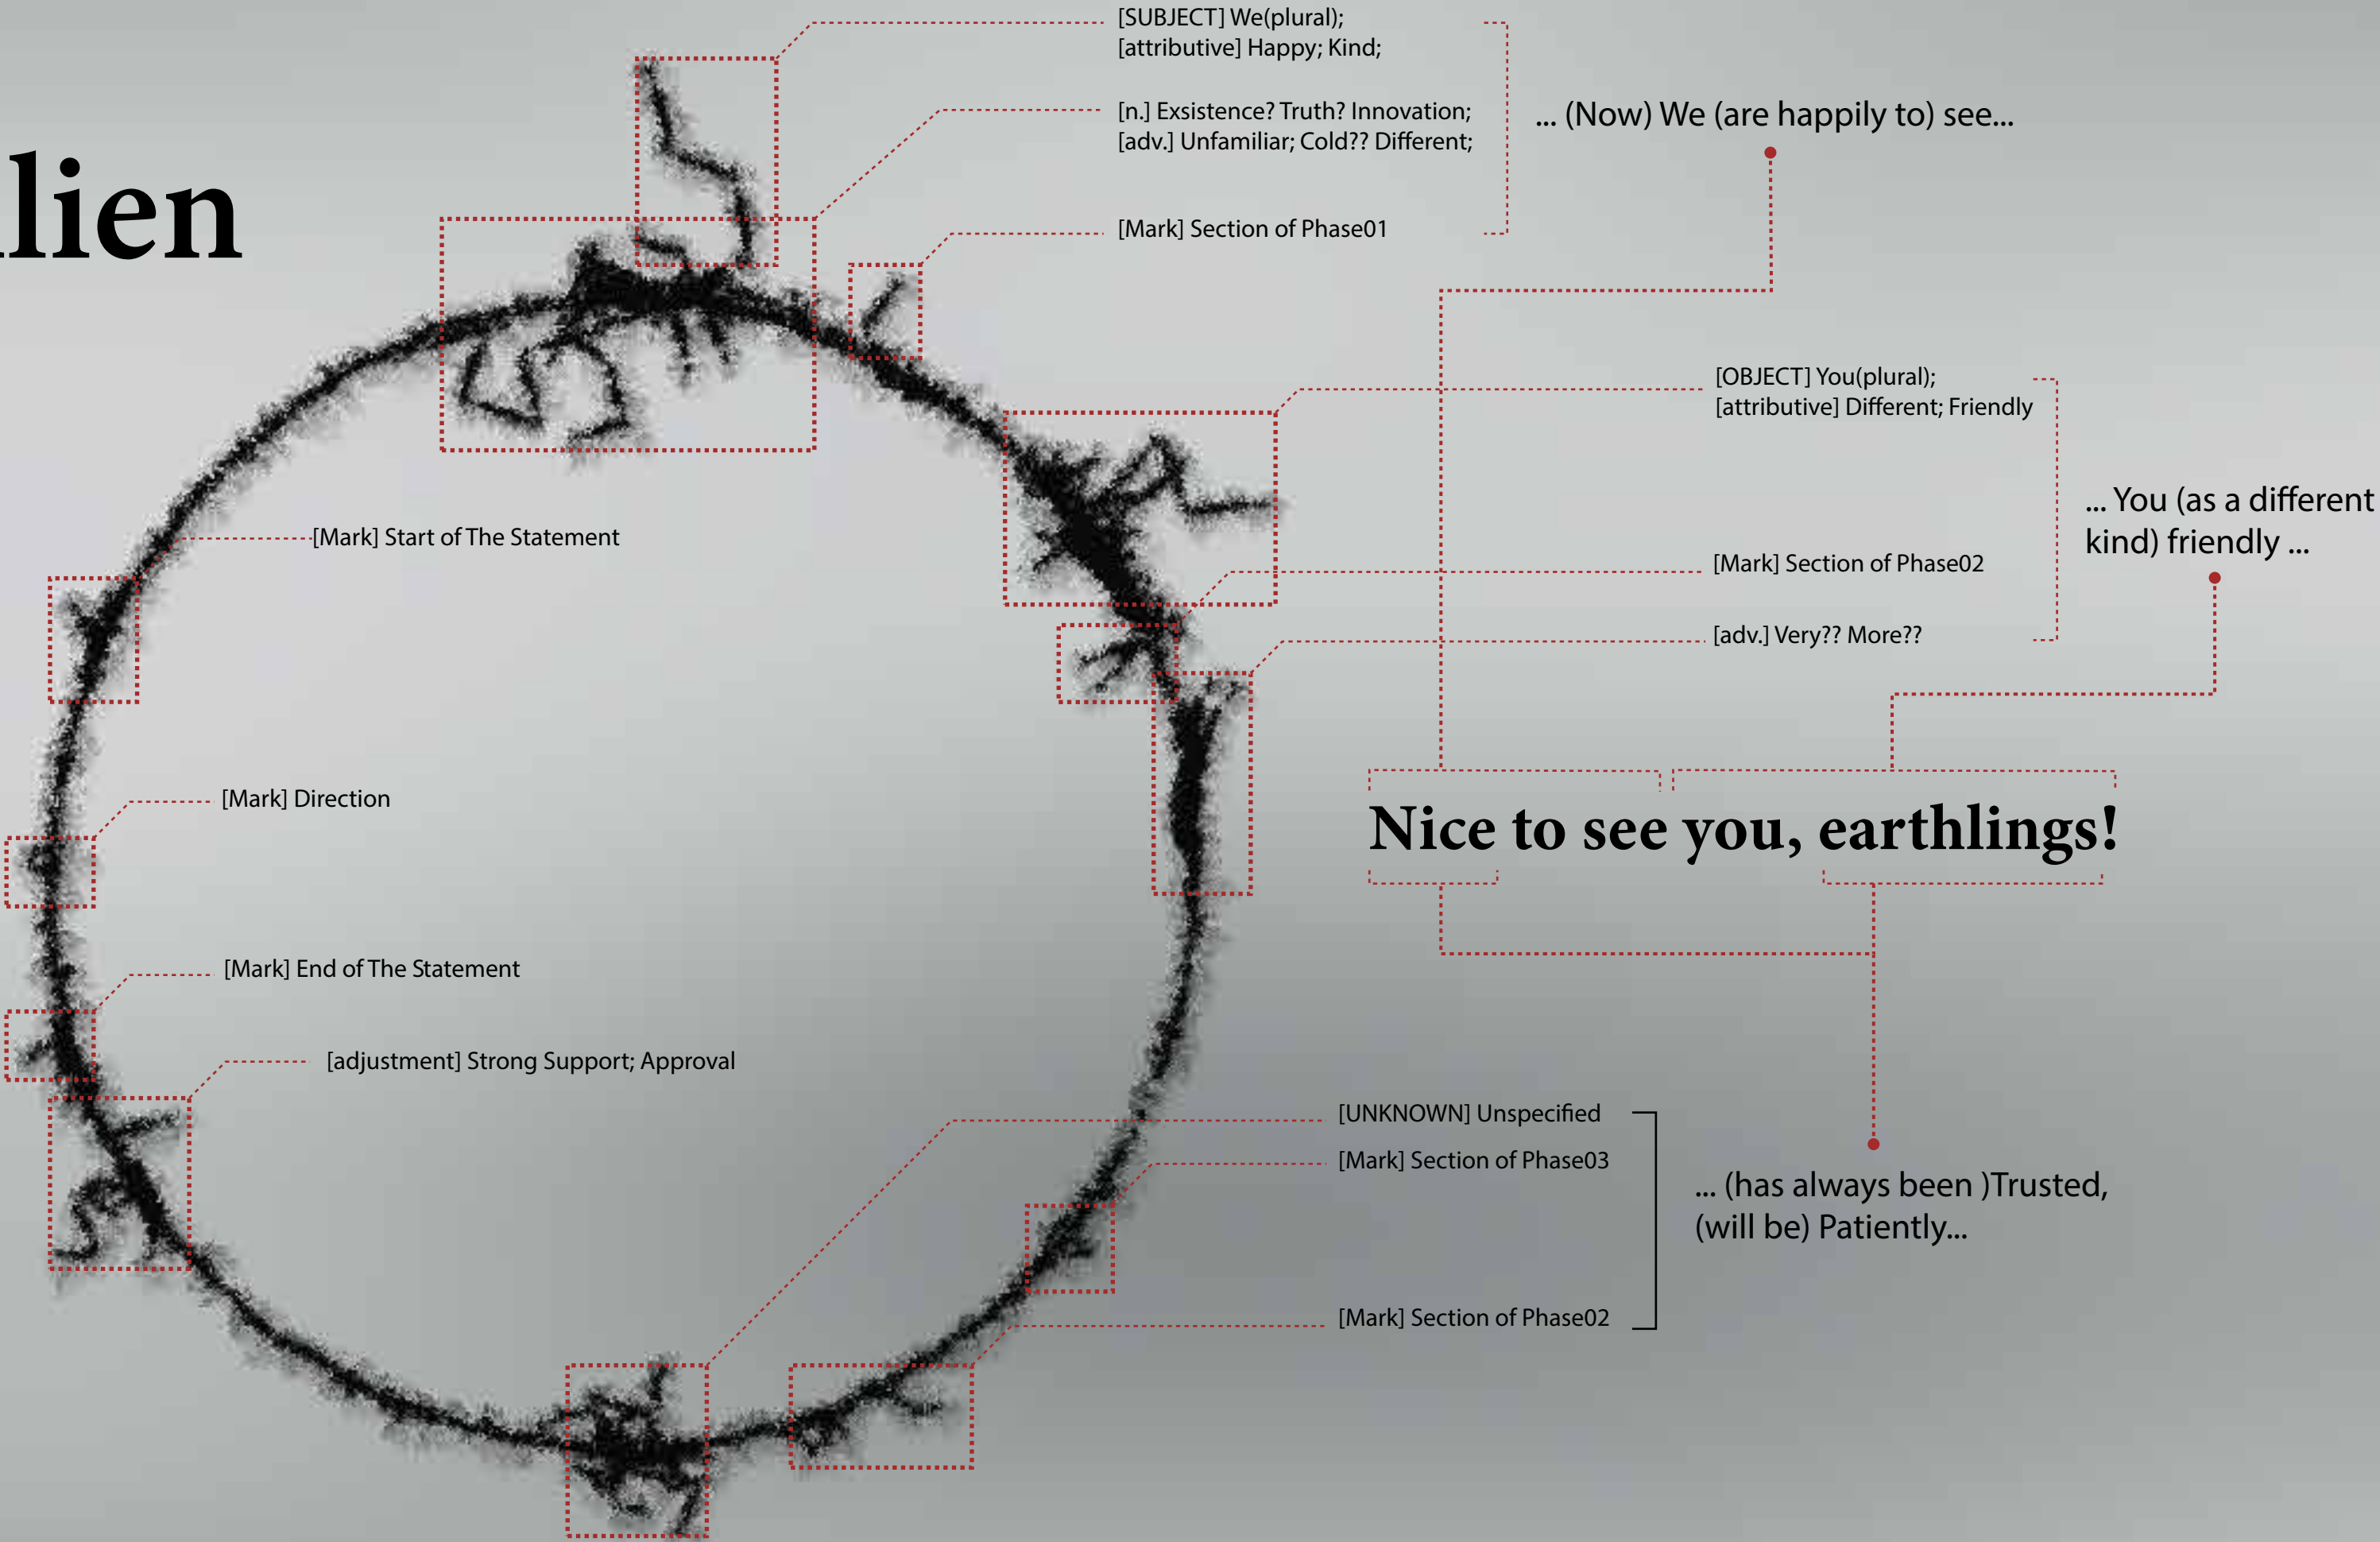 lien
[SUBJECT] We(plural);
[attributive] Happy; Kind;
[n.] Exsistence? Truth? Innovation;
[adv.] Unfamiliar; Cold?? Different;
[Mark] Section of Phase01
... (Now) We (are happily to) see...
[OBJECT] You(plural);
[attributive] Different; Friendly
[Mark] Section of Phase02
[adv.] Very?? More??
... You (as a different
kind) friendly ...
[Mark] Start of The Statement
[Mark] Direction
[Mark] End of The Statement
[adjustment] Strong Support; Approval
Nice to see you, earthlings!
[UNKNOWN] Unspecified
[Mark] Section of Phase03
[Mark] Section of Phase02
... (has always been )Trusted,
(will be) Patiently...